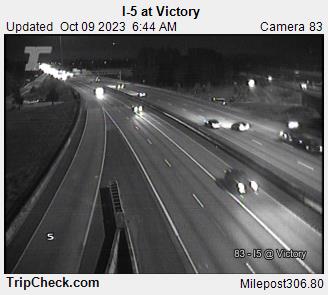 I-5 at Victory
Updated Oct 09 2023 6:44 AM Camera 83
S
83 - I5 @ Victory
TripCheck.com Milepost306.80